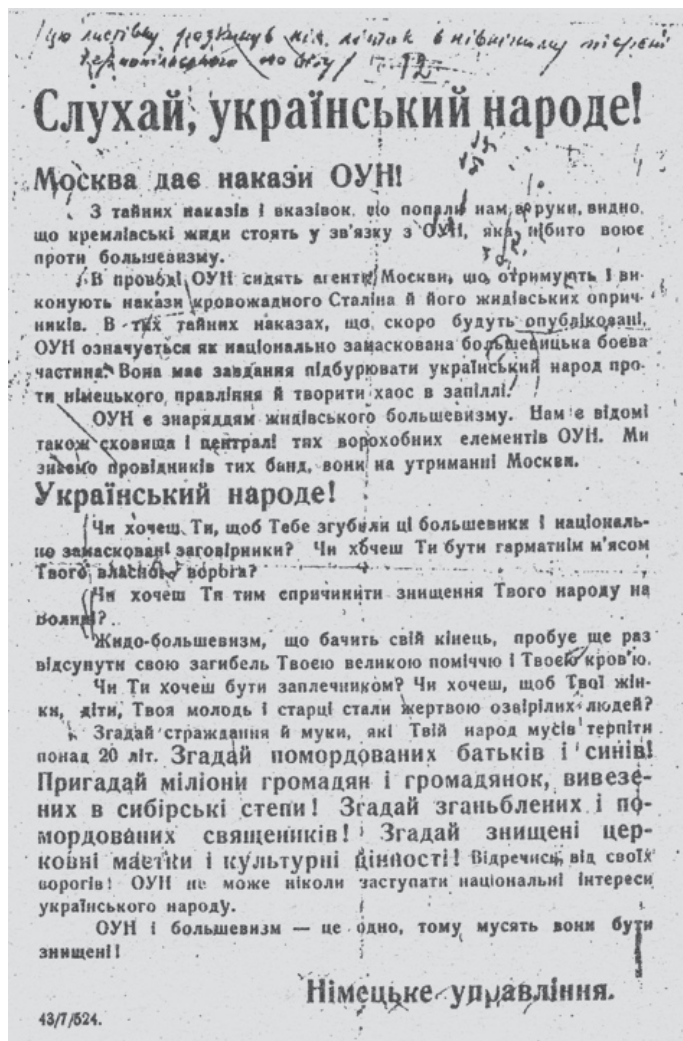 цю листівку
12
Слухай, український народе!
Москва дає накази ОУН!
З тайних наказів і вказівок, що попали нам в руки, видно,
що кремлівські жиди стоять у зв'язку з ОУН, яка нібито воює
проти большевизму.
В проводі ОУН сидять агенти Москви, що отримують і ви-
конують накази кровожадного Сталіна й його жидівських оприч-
ників. В тих тайних наказах, що скоро будуть опубліковані,
ОУН означується як національно замаскована большевицька боєва
частина. Вона має завдання підбурювати український народ про-
ти німецького правління й творити хаос в запіллі.
ОУН є знаряддям жидівського большевизму. Нам є відомі
також сховища і централі тих ворохобних елементів ОУН. Ми
знаємо провідників тих банд, вони на утриманні Москви.
Український народе!
Чи хочеш Ти, щоб Тебе згубили ці большевики і національ-
но замасковані заговірники? Чи хочеш Ти бути гарматнім м'ясом
Твого власного ворога?
Чи хочеш Ти тим спричинити знищення Твого народу на
Волині?
Жидо-большевизм, що бачить свій кінець, пробує ще раз
відсунути свою загибель Твоєю великою поміччю і Твоєю кров'ю.
Чи Ти хочеш бути заплечником? Чи хочеш, щоб Твої жін-
ки, діти, Твоя молодь і старці стали жертвою озвірілих людей?
Згадай страждання й муки, які Твій народ мусів терпіти
понад 20 літ. Згадай помордованих батьків і синів!
Пригадай міліони громадян і громадянок, вивезе-
них в сибірські степи! Згадай зганьблених і по-
мордованих священиків! Згадай знищені цер-
ковні маєтки і культурні цінності! Відречися від своїх
ворогів! ОУН не може ніколи заступати національні інтереси
українського народу.
ОУН і большевизм — це одно, тому мусять вони бути
знищені!
Німецьке управління.
43/7/524.